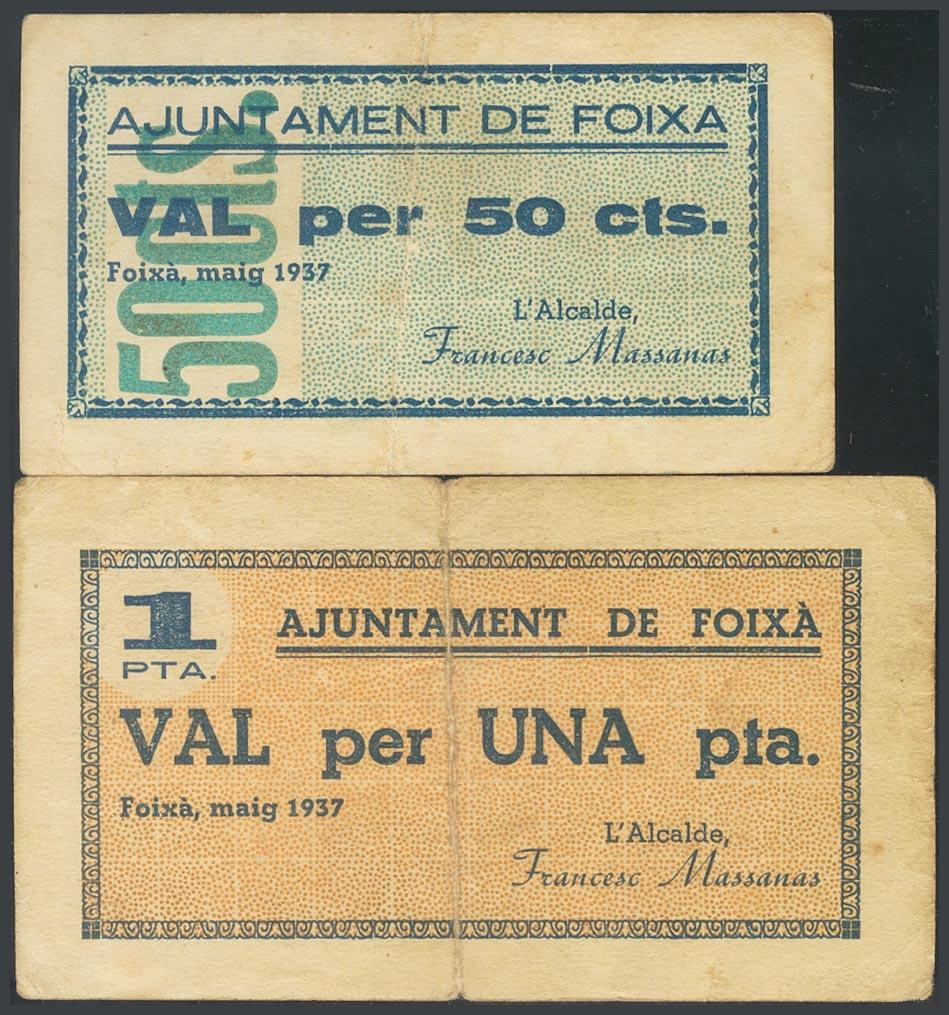 AJUNTAMENT DE FOIXA
50 cts.
VAL per 50 cts.
Foixà, maig 1937
L'Alcalde,
Francesc Massanas
1
PTA.
AJUNTAMENT DE FOIXÀ
VAL per UNA pta.
Foixà, maig 1937
L'Alcalde,
Francesc Massanas